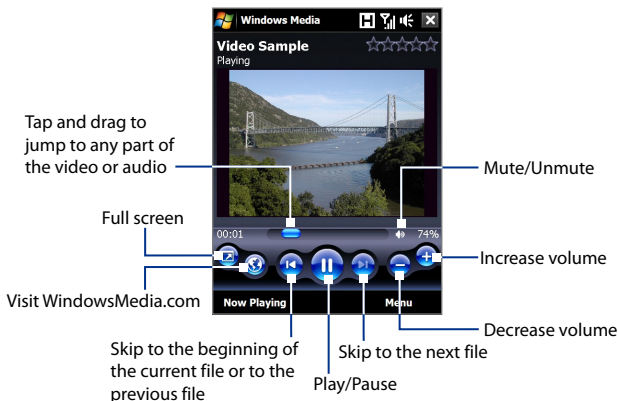 Windows Media
H
Video Sample
Playing
Tap and drag to
jump to any part of
the video or audio
Mute/Unmute
Full screen
00:01
74%
Increase volume
Visit WindowsMedia.com
Now Playing
Menu
Decrease volume
Skip to the beginning of
the current file or to the
previous file
Skip to the next file
Play/Pause